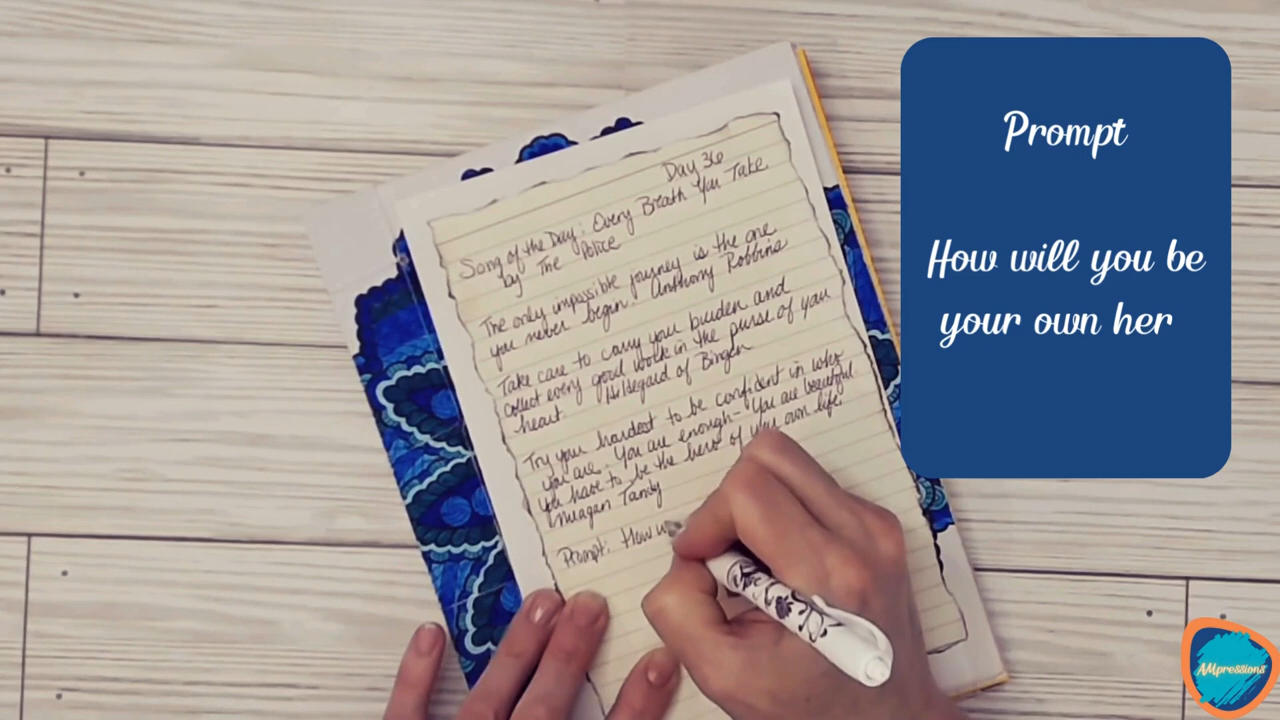 Day 36
Song of the Day: Every Breath You Take
by The Police
The only impossible journey is the one
you never begin. Anthony Robbins
Take care to carry your burden and
collect every good work in the purse of your
heart. Hildegard of Bingen
Try your hardest to be confident in who
you are. You are enough- You are beautiful.
You have to be the hero of your own life.
Meagan Tandy
Prompt: How w
Prompt
How will you be
your own her
AMpressions